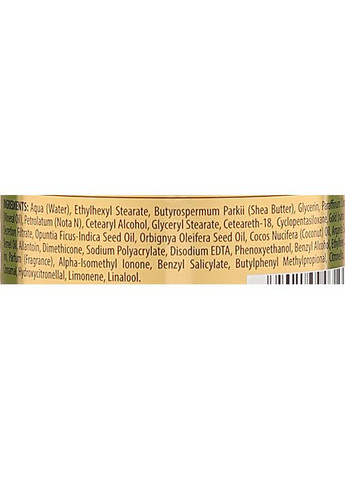 INGREDIENTS: Aqua (Water), Ethylhexyl Stearate, Butyrospermum Parkii (Shea Butter), Glycerin,
Oil), Petrolatum (Nota N), Cetearyl Alcohol, Glyceryl Stearate, Ceteareth-18, Cyclopentasiloxane, Gold
Filtrate, Opuntia Ficus-Indica Seed Oil, Orbignya Oleifera Seed Oil, Cocos Nucifera (Coconut) Oil,
Oil, Allantoin, Dimethicone, Sodium Polyacrylate, Disodium EDTA, Phenoxyethanol, Benzyl Alcohol,
Parfum (Fragrance), Alpha-Isomethyl Ionone, Benzyl Salicylate, Butylphenyl Methylpropional,
Hydroxycitronellal, Limonene, Linalool.